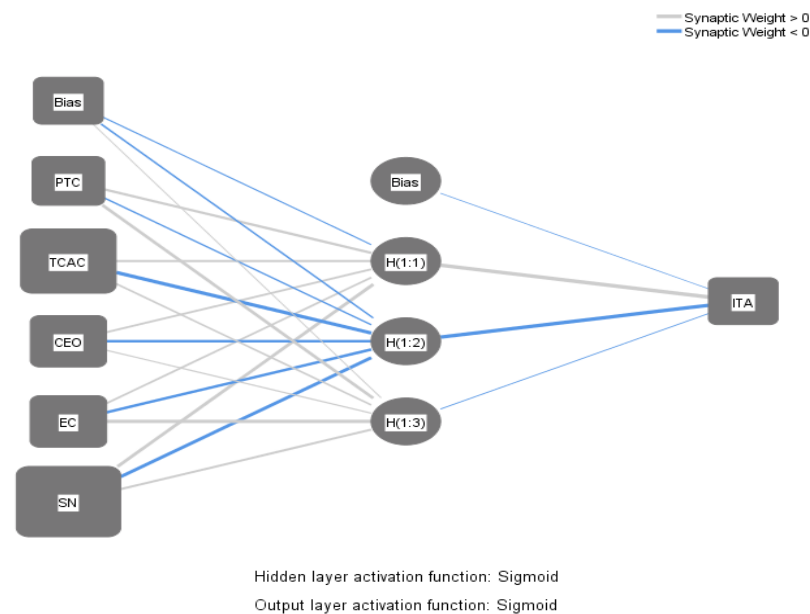 Synaptic Weight > 0
Synaptic Weight < 0
Bias
PTC
TCAC
CEO
EC
SN
Bias
H(1:1)
H(1:2)
H(1:3)
ITA
Hidden layer activation function: Sigmoid
Output layer activation function: Sigmoid